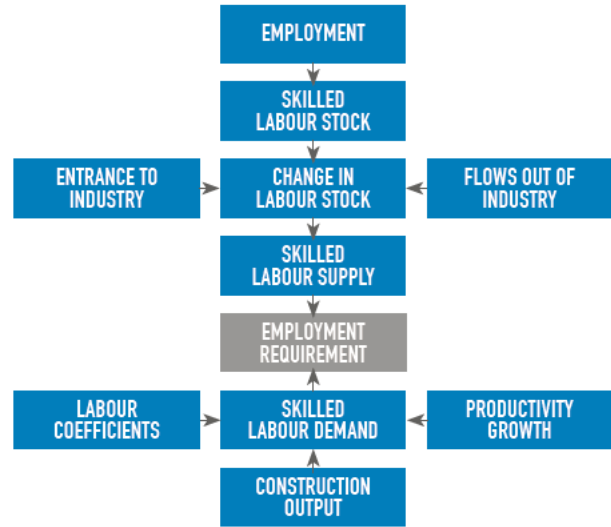 EMPLOYMENT
SKILLED
LABOUR STOCK
ENTRANCE TO
INDUSTRY
CHANGE IN
LABOUR STOCK
FLOWS OUT OF
INDUSTRY
SKILLED
LABOUR SUPPLY
EMPLOYMENT
REQUIREMENT
LABOUR
COEFFICIENTS
SKILLED
LABOUR DEMAND
PRODUCTIVITY
GROWTH
CONSTRUCTION
OUTPUT